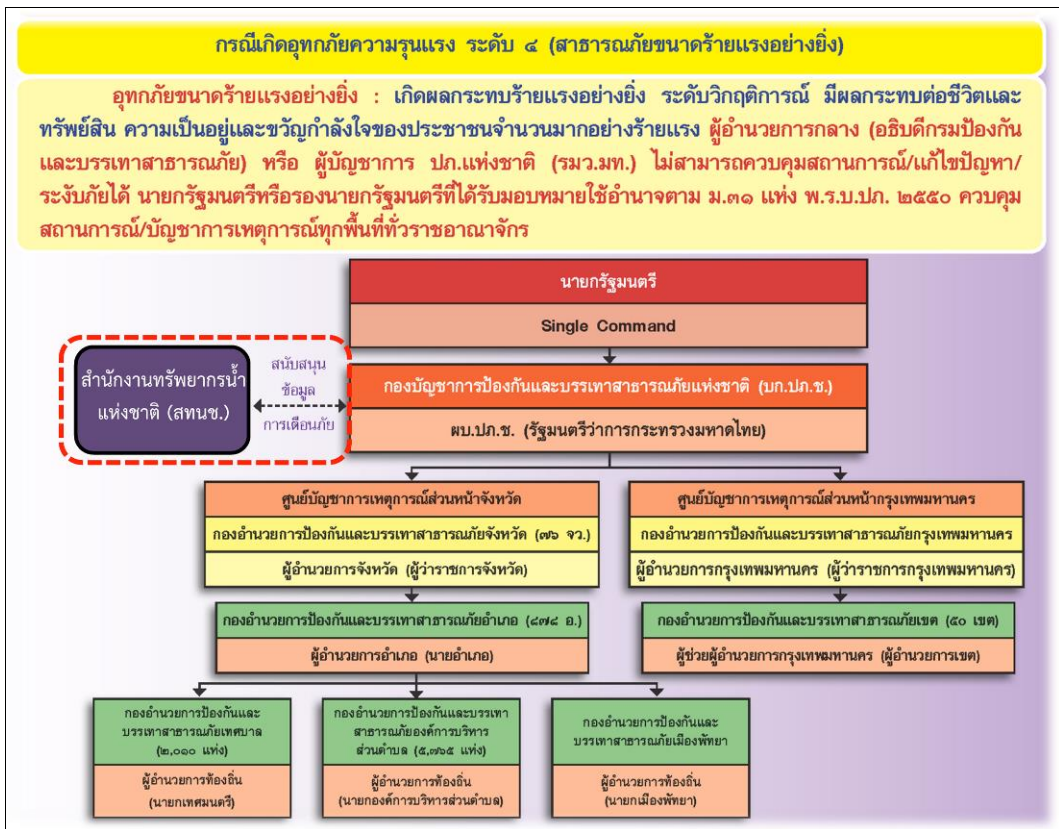 กรณีเกิดอุทกภัยความรุนแรง ระดับ ๔ (สาธารณภัยขนาดร้ายแรงอย่างยิ่ง)
อุทกภัยขนาดร้ายแรงอย่างยิ่ง : เกิดผลกระทบร้ายแรงอย่างยิ่ง ระดับวิกฤติการณ์ มีผลกระทบต่อชีวิตและ
ทรัพย์สิน ความเป็นอยู่และขวัญกำลังใจของประชาชนจำนวนมากอย่างร้ายแรง ผู้อำนวยการกลาง (อธิบดีกรมป้องกัน
และบรรเทาสาธารณภัย) หรือ ผู้บัญชาการ ปภ.แห่งชาติ (รมว.มท.) ไม่สามารถควบคุมสถานการณ์/แก้ไขปัญหา/
ระงับภัยได้ นายกรัฐมนตรีหรือรองนายกรัฐมนตรีที่ได้รับมอบหมายใช้อำนาจตาม ม.๓๑ แห่ง พ.ร.บ.ปภ. ๒๕๕๐ ควบคุม
สถานการณ์/บัญชาการเหตุการณ์ทุกพื้นที่ทั่วราชอาณาจักร
นายกรัฐมนตรี
Single Command
สำนักงานทรัพยากรน้ำ
แห่งชาติ (สทนช.)
สนับสนุน
ข้อมูล
การเตือนภัย
กองบัญชาการป้องกันและบรรเทาสาธารณภัยแห่งชาติ (บก.ปภ.ช.)
ผบ.ปภ.ช. (รัฐมนตรีว่าการกระทรวงมหาดไทย)
ศูนย์บัญชาการเหตุการณ์ส่วนหน้าจังหวัด
กองอำนวยการป้องกันและบรรเทาสาธารณภัยจังหวัด (๗๖ จว.)
ผู้อำนวยการจังหวัด (ผู้ว่าราชการจังหวัด)
ศูนย์บัญชาการเหตุการณ์ส่วนหน้ากรุงเทพมหานคร
กองอำนวยการป้องกันและบรรเทาสาธารณภัยกรุงเทพมหานคร
ผู้อำนวยการกรุงเทพมหานคร (ผู้ว่าราชการกรุงเทพมหานคร)
กองอำนวยการป้องกันและบรรเทาสาธารณภัยอำเภอ (๘๗๘ อ.)
ผู้อำนวยการอำเภอ (นายอำเภอ)
กองอำนวยการป้องกันและบรรเทาสาธารณภัยเขต (๕๐ เขต)
ผู้ช่วยผู้อำนวยการกรุงเทพมหานคร (ผู้อำนวยการเขต)
กองอำนวยการป้องกันและ
บรรเทาสาธารณภัยเทศบาล
(๒,๐๑๐ แห่ง)
ผู้อำนวยการท้องถิ่น
(นายกเทศมนตรี)
กองอำนวยการป้องกันและบรรเทา
สาธารณภัยองค์การบริหาร
ส่วนตำบล (๕,๗๖๕ แห่ง)
ผู้อำนวยการท้องถิ่น
(นายกองค์การบริหารส่วนตำบล)
กองอำนวยการป้องกันและ
บรรเทาสาธารณภัยเมืองพัทยา
ผู้อำนวยการท้องถิ่น
(นายกเมืองพัทยา)